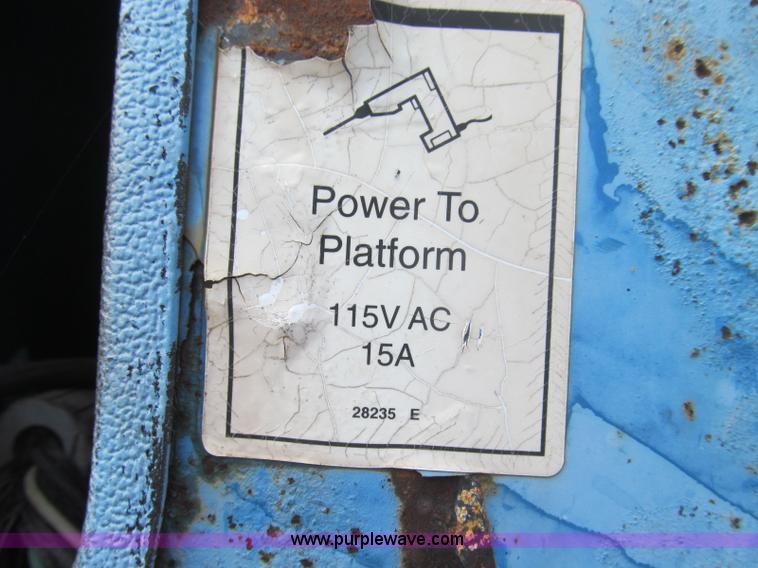 Power To
Platform
115V AC
15A
28235 E
www.purplewave.com